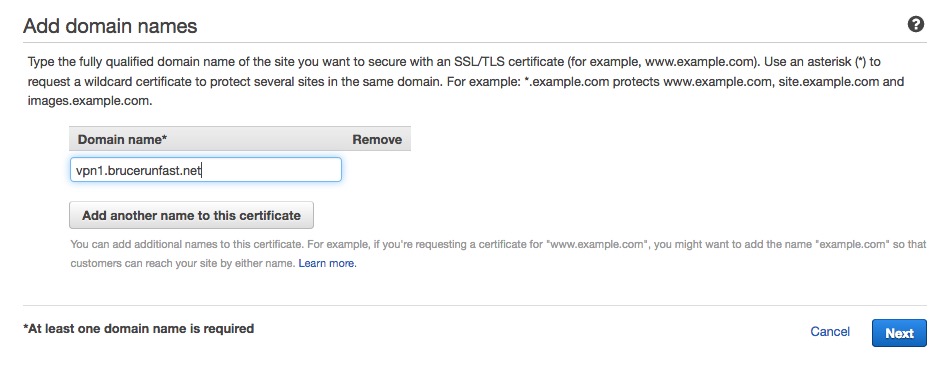 Add domain names
?
Type the fully qualified domain name of the site you want to secure with an SSL/TLS certificate (for example, www.example.com). Use an asterisk (*) to
request a wildcard certificate to protect several sites in the same domain. For example: *.example.com protects www.example.com, site.example.com and
images.example.com.
Domain name* Remove
vpn1.brucerunfast.net
Add another name to this certificate
You can add additional names to this certificate. For example, if you're requesting a certificate for "www.example.com", you might want to add the name "example.com" so that
customers can reach your site by either name. Learn more.
*At least one domain name is required
Cancel Next